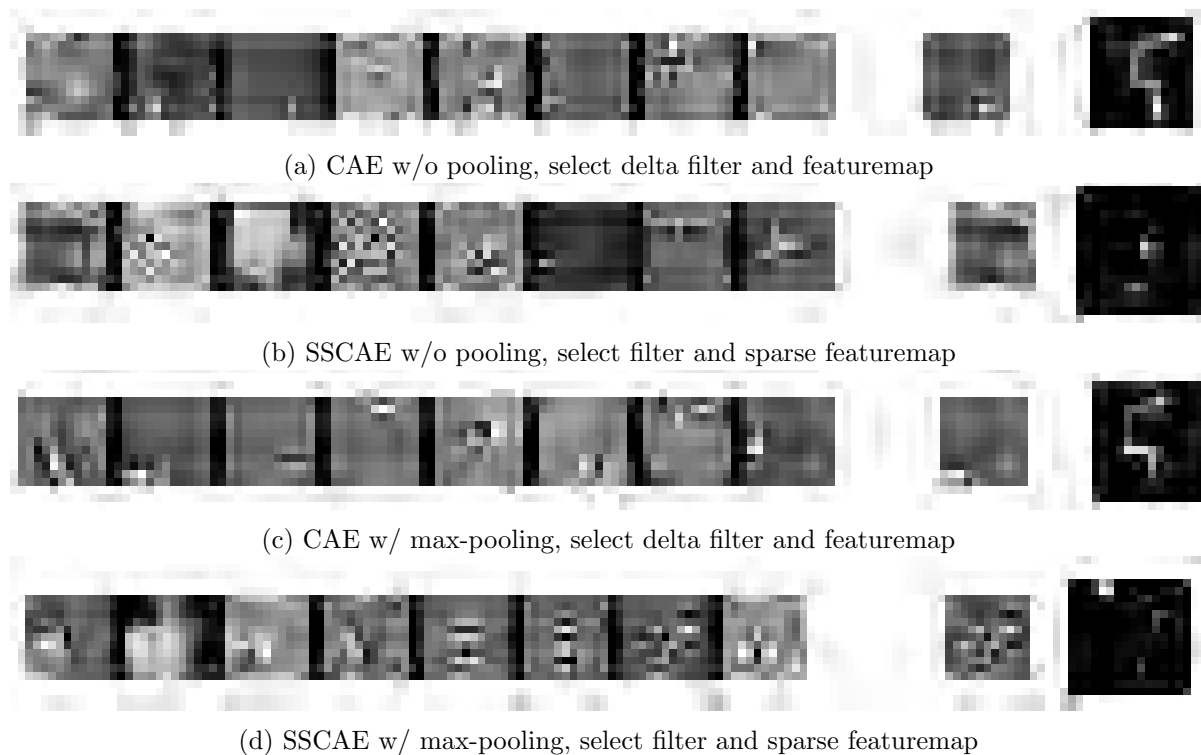 (a) CAE w/o pooling, select delta filter and featuremap
(b) SSCAE w/o pooling, select filter and sparse featuremap
(c) CAE w/ max-pooling, select delta filter and featuremap
(d) SSCAE w/ max-pooling, select filter and sparse featuremap